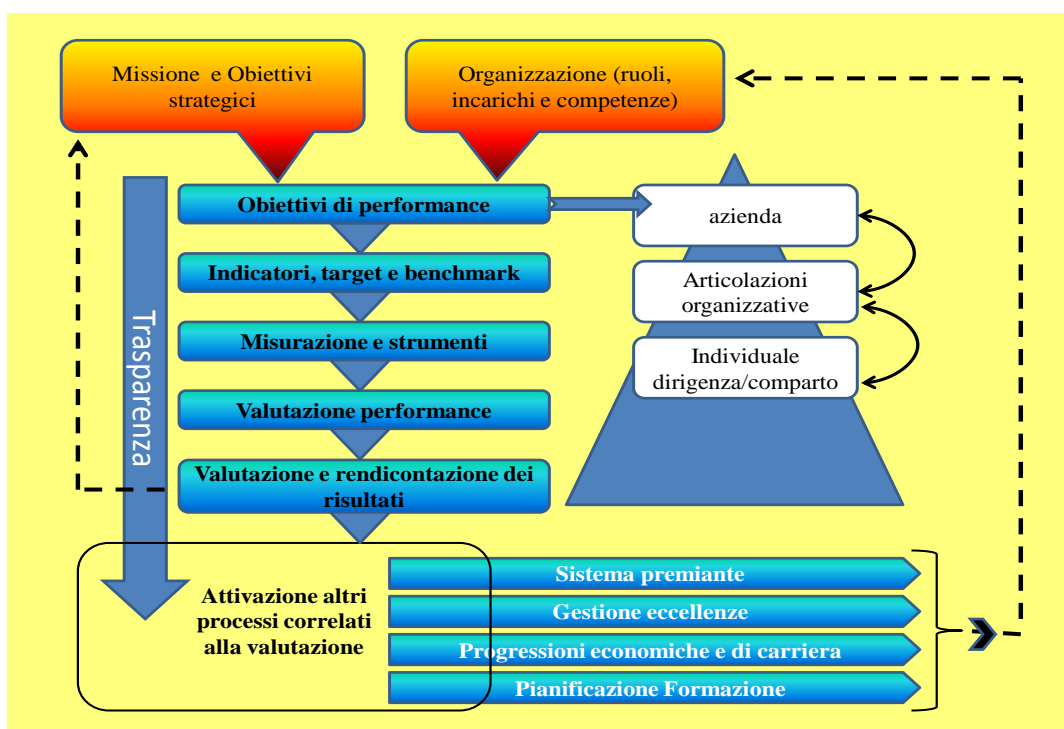 Missione e Obiettivi
strategici
Organizzazione (ruoli,
incarichi e competenze)
Trasparenza
Obiettivi di performance
Indicatori, target e benchmark
Misurazione e strumenti
Valutazione performance
Valutazione e rendicontazione dei
risultati
azienda
Articolazioni
organizzative
Individuale
dirigenza/comparto
Attivazione altri
processi correlati
alla valutazione
Sistema premiante
Gestione eccellenze
Progressioni economiche e di carriera
Pianificazione Formazione